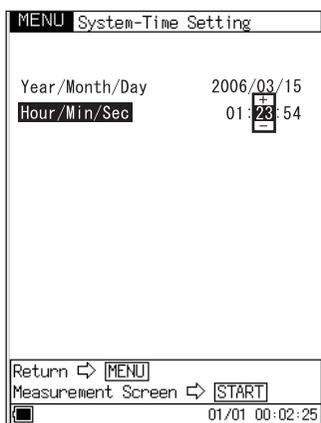 MENU System-Time Setting
Year/Month/Day 2006/03/15
+
Hour/Min/Sec 01:23:54
−
Return ⇨ MENU
Measurement Screen ⇨ START
01/01 00:02:25